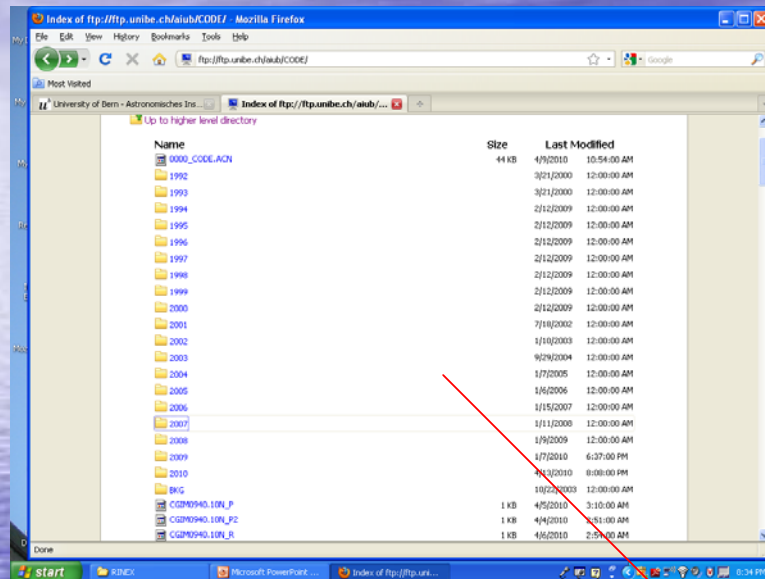 Index of ftp://ftp.unibe.ch/aiub/CODE/ - Mozilla Firefox
File Edit View History Bookmarks Tools Help
ftp://ftp.unibe.ch/aiub/CODE/ Google
Most Visited
u University of Bern - Astronomisches Ins... Index of ftp://ftp.unibe.ch/aiub/...
Up to higher level directory
Name Size Last Modified
0000_CODE.ACN 44 KB 4/9/2010 10:54:00 AM
1992 3/21/2000 12:00:00 AM
1993 3/21/2000 12:00:00 AM
1994 2/12/2009 12:00:00 AM
1995 2/12/2009 12:00:00 AM
1996 2/12/2009 12:00:00 AM
1997 2/12/2009 12:00:00 AM
1998 2/12/2009 12:00:00 AM
1999 2/12/2009 12:00:00 AM
2000 2/12/2009 12:00:00 AM
2001 7/18/2002 12:00:00 AM
2002 1/10/2003 12:00:00 AM
2003 9/29/2004 12:00:00 AM
2004 1/7/2005 12:00:00 AM
2005 1/6/2006 12:00:00 AM
2006 1/15/2007 12:00:00 AM
2007 1/11/2008 12:00:00 AM
2008 1/9/2009 12:00:00 AM
2009 1/7/2010 6:37:00 PM
2010 4/13/2010 8:08:00 PM
BKG 10/22/2003 12:00:00 AM
CGIM0940.10N_P 1 KB 4/5/2010 3:10:00 AM
CGIM0940.10N_P2 1 KB 4/4/2010 2:51:00 AM
CGIM0940.10N_R 1 KB 4/6/2010 2:54:00 AM
Done
start RINEX Microsoft PowerPoint ... Index of ftp://ftp.uni... 8:34 PM